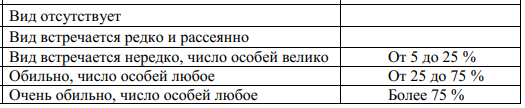 Вид отсутствует
Вид встречается редко и рассеянно
Вид встречается нередко, число особей велико От 5 до 25 %
Обильно, число особей любое От 25 до 75 %
Очень обильно, число особей любое Более 75 %